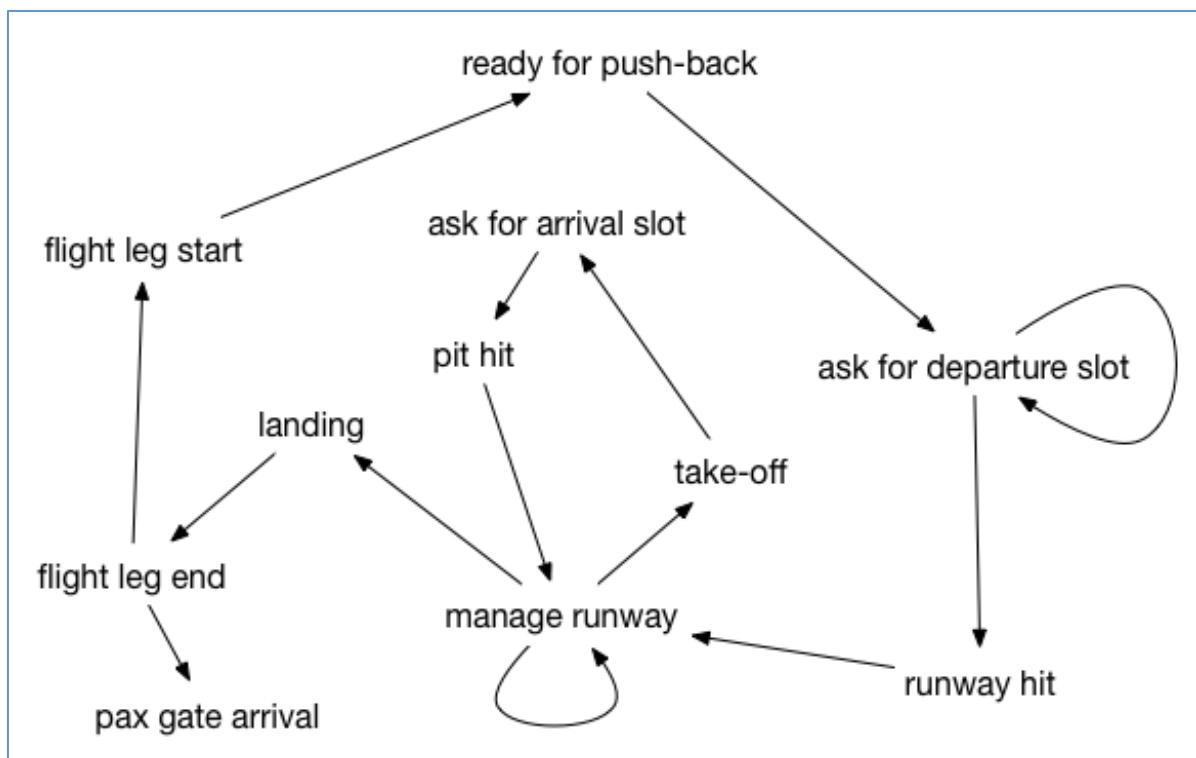 ready for push-back
ask for arrival slot
flight leg start
pit hit
ask for departure slot
landing
take-off
flight leg end
manage runway
runway hit
pax gate arrival